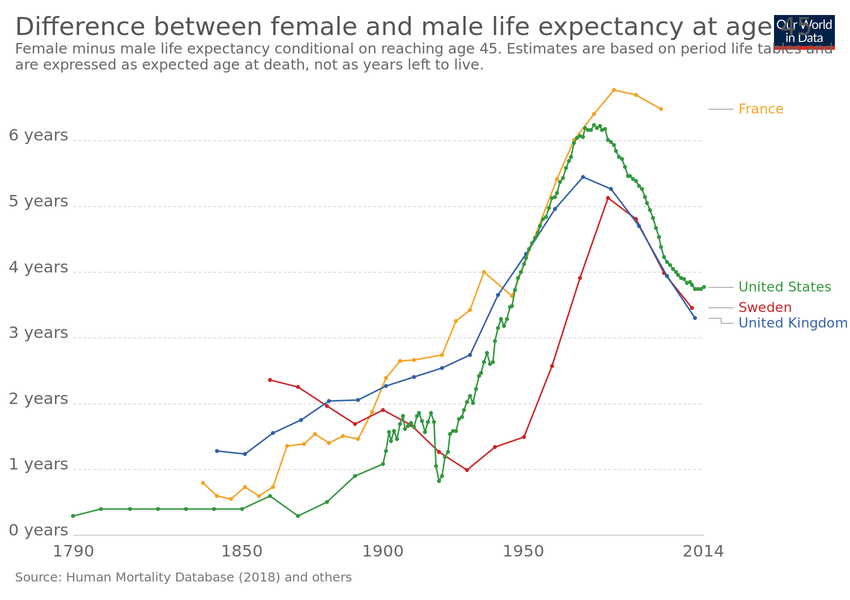 Difference between female and male life expectancy at age 45
Our World
in Data
Female minus male life expectancy conditional on reaching age 45. Estimates are based on period life tables and
are expressed as expected age at death, not as years left to live.
6 years
5 years
4 years
3 years
2 years
1 years
0 years
France
United States
Sweden
United Kingdom
1790
1850
1900
1950
2014
Source: Human Mortality Database (2018) and others